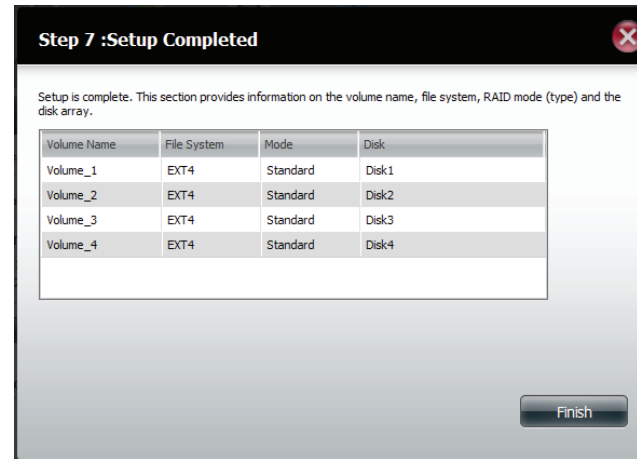 Step 7 :Setup Completed
Setup is complete. This section provides information on the volume name, file system, RAID mode (type) and the
disk array.
Volume Name File System Mode Disk
Volume_1 EXT4 Standard Disk1
Volume_2 EXT4 Standard Disk2
Volume_3 EXT4 Standard Disk3
Volume_4 EXT4 Standard Disk4
Finish